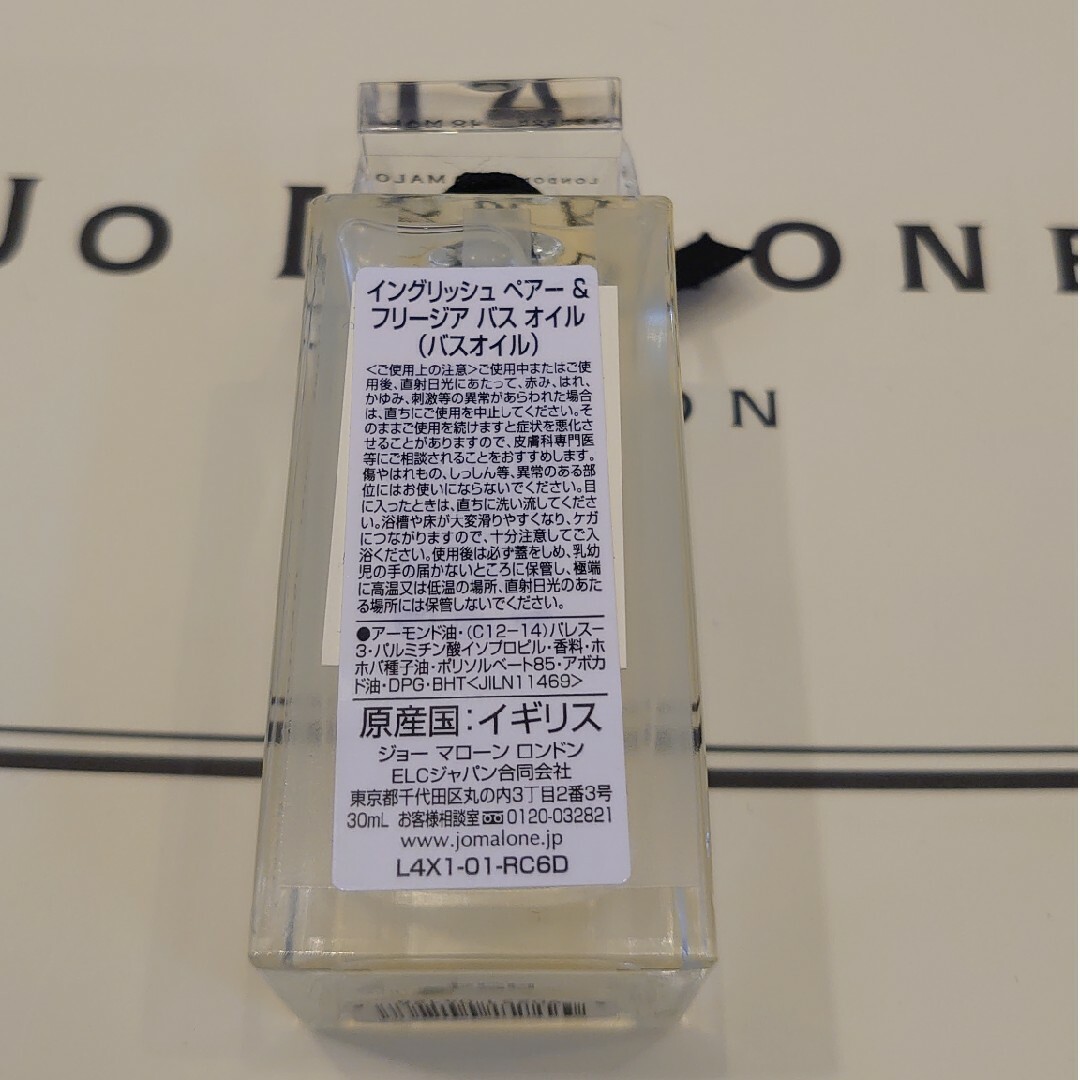 Jo M ONE
ON
LONDON MALO
イングリッシュ ペアー &
フリージア バス オイル
(バスオイル)
<ご使用上の注意>ご使用中またはご使
用後、直射日光にあたって、赤み、はれ、
かゆみ、刺激等の異常があらわれた場合
は、直ちにご使用を中止してください。そ
のままご使用を続けますと症状を悪化さ
せることがありますので、皮膚科専門医
等にご相談されることをおすすめします。
傷やはれもの、しっしん等、異常のある部
位にはお使いにならないでください。目
に入ったときは、直ちに洗い流してくださ
い。浴槽や床が大変滑りやすくなり、ケガ
につながりますので、十分注意してご入
浴ください。使用後は必ず蓋をしめ、乳幼
児の手の届かないところに保管し、極端
に高温又は低温の場所、直射日光のあた
る場所には保管しないでください。
●アーモンド油・(C12-14)パレス-
3・パルミチン酸イソプロピル・香料・ホ
ホバ種子油・ポリソルベート85・アボカ
ド油・DPG・BHT<JILN11469>
原産国:イギリス
ジョー マローン ロンドン
ELCジャパン合同会社
東京都千代田区丸の内3丁目2番3号
30mL お客様相談室 0120-032821
www.jomalone.jp
L4X1-01-RC6D